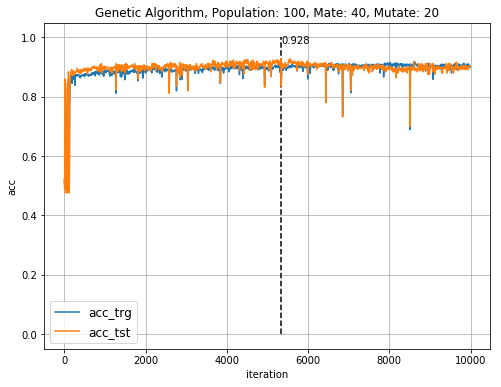 Genetic Algorithm, Population: 100, Mate: 40, Mutate: 20
1.0
0.928
0.8
0.6
acc
0.4
0.2
acc_trg
acc_tst
0.0
0 2000 4000 6000 8000 10000
iteration